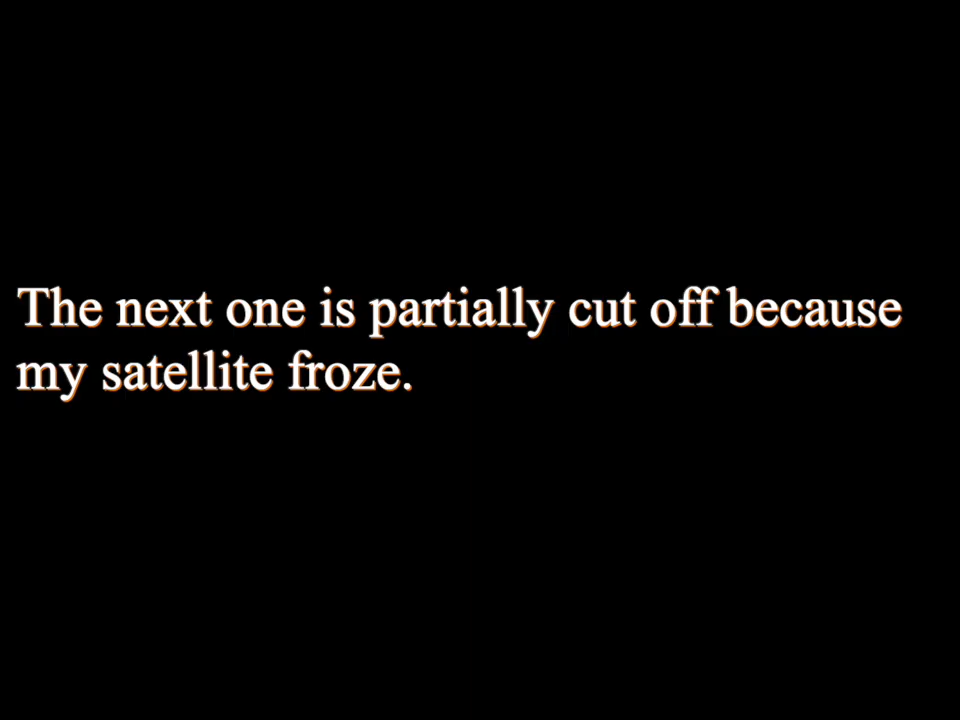 The next one is partially cut off because
my satellite froze.